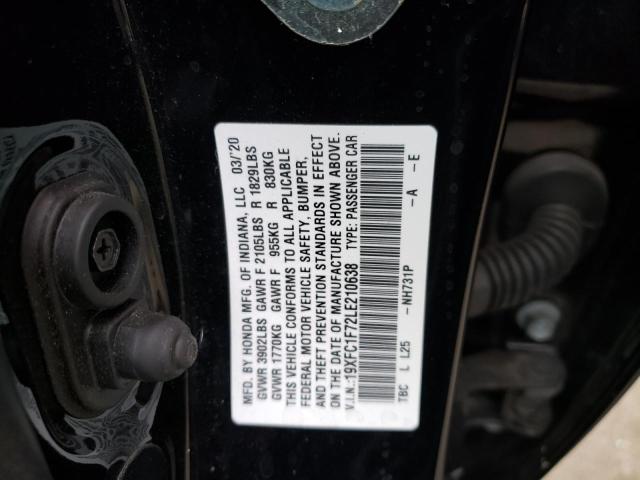 MFD. BY HONDA MFG. OF INDIANA, LLC 03/'20
GVWR 3902LBS GAWR F 2105LBS R 1829LBS
GVWR 1770KG GAWR F 955KG R 830KG
THIS VEHICLE CONFORMS TO ALL APPLICABLE
FEDERAL MOTOR VEHICLE SAFETY, BUMPER,
AND THEFT PREVENTION STANDARDS IN EFFECT
ON THE DATE OF MANUFACTURE SHOWN ABOVE.
V.I.N.: 19XFC1F72LE210638 TYPE: PASSENGER CAR
TBC L L25 -NH731P -A -E